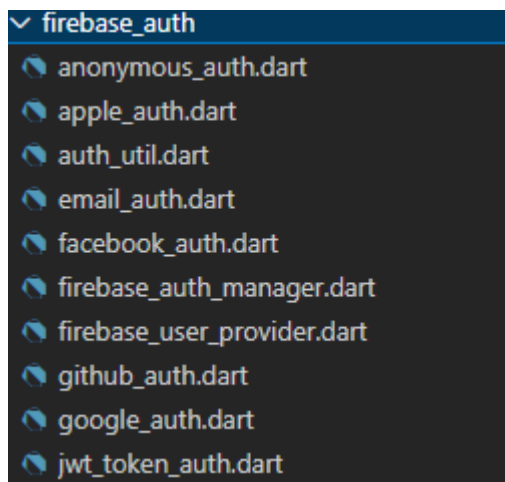 firebase_auth
anonymous_auth.dart
apple_auth.dart
auth_util.dart
email_auth.dart
facebook_auth.dart
firebase_auth_manager.dart
firebase_user_provider.dart
github_auth.dart
google_auth.dart
jwt_token_auth.dart